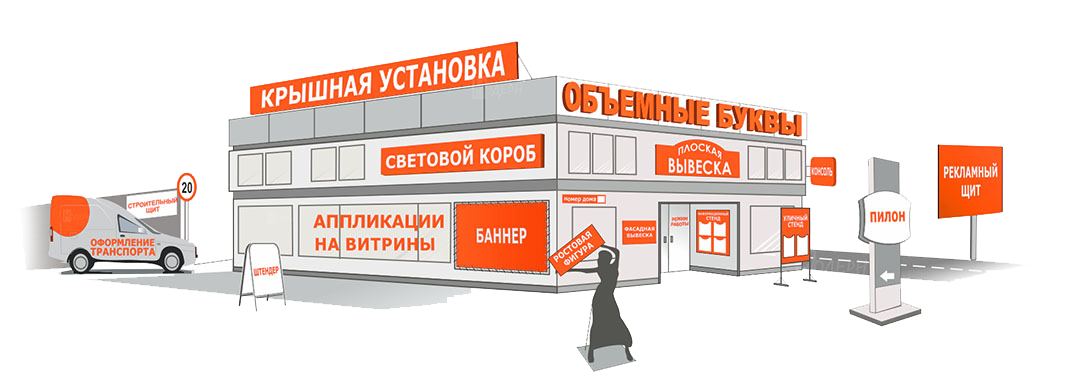 КРЫШНАЯ УСТАНОВКА
ОБЪЕМНЫЕ БУКВЫ
СВЕТОВОЙ КОРОБ
ПЛОСКАЯ
ВЫВЕСКА
КОНСОЛЬ
РЕКЛАМНЫЙ
ЩИТ
20
СТРОИТЕЛЬНЫЙ
ЩИТ
ОФОРМЛЕНИЕ
ТРАНСПОРТА
АППЛИКАЦИИ
НА ВИТРИНЫ
БАННЕР
номер дома
ФАСАДНАЯ
ВЫВЕСКА
РЕЖИМ
РАБОТЫ
ИНФОРМАЦИОННЫЙ
СТЕНД
УЛИЧНЫЙ
СТЕНД
ПИЛОН
ШТЕНДЕР
РОСТОВАЯ
ФИГУРА